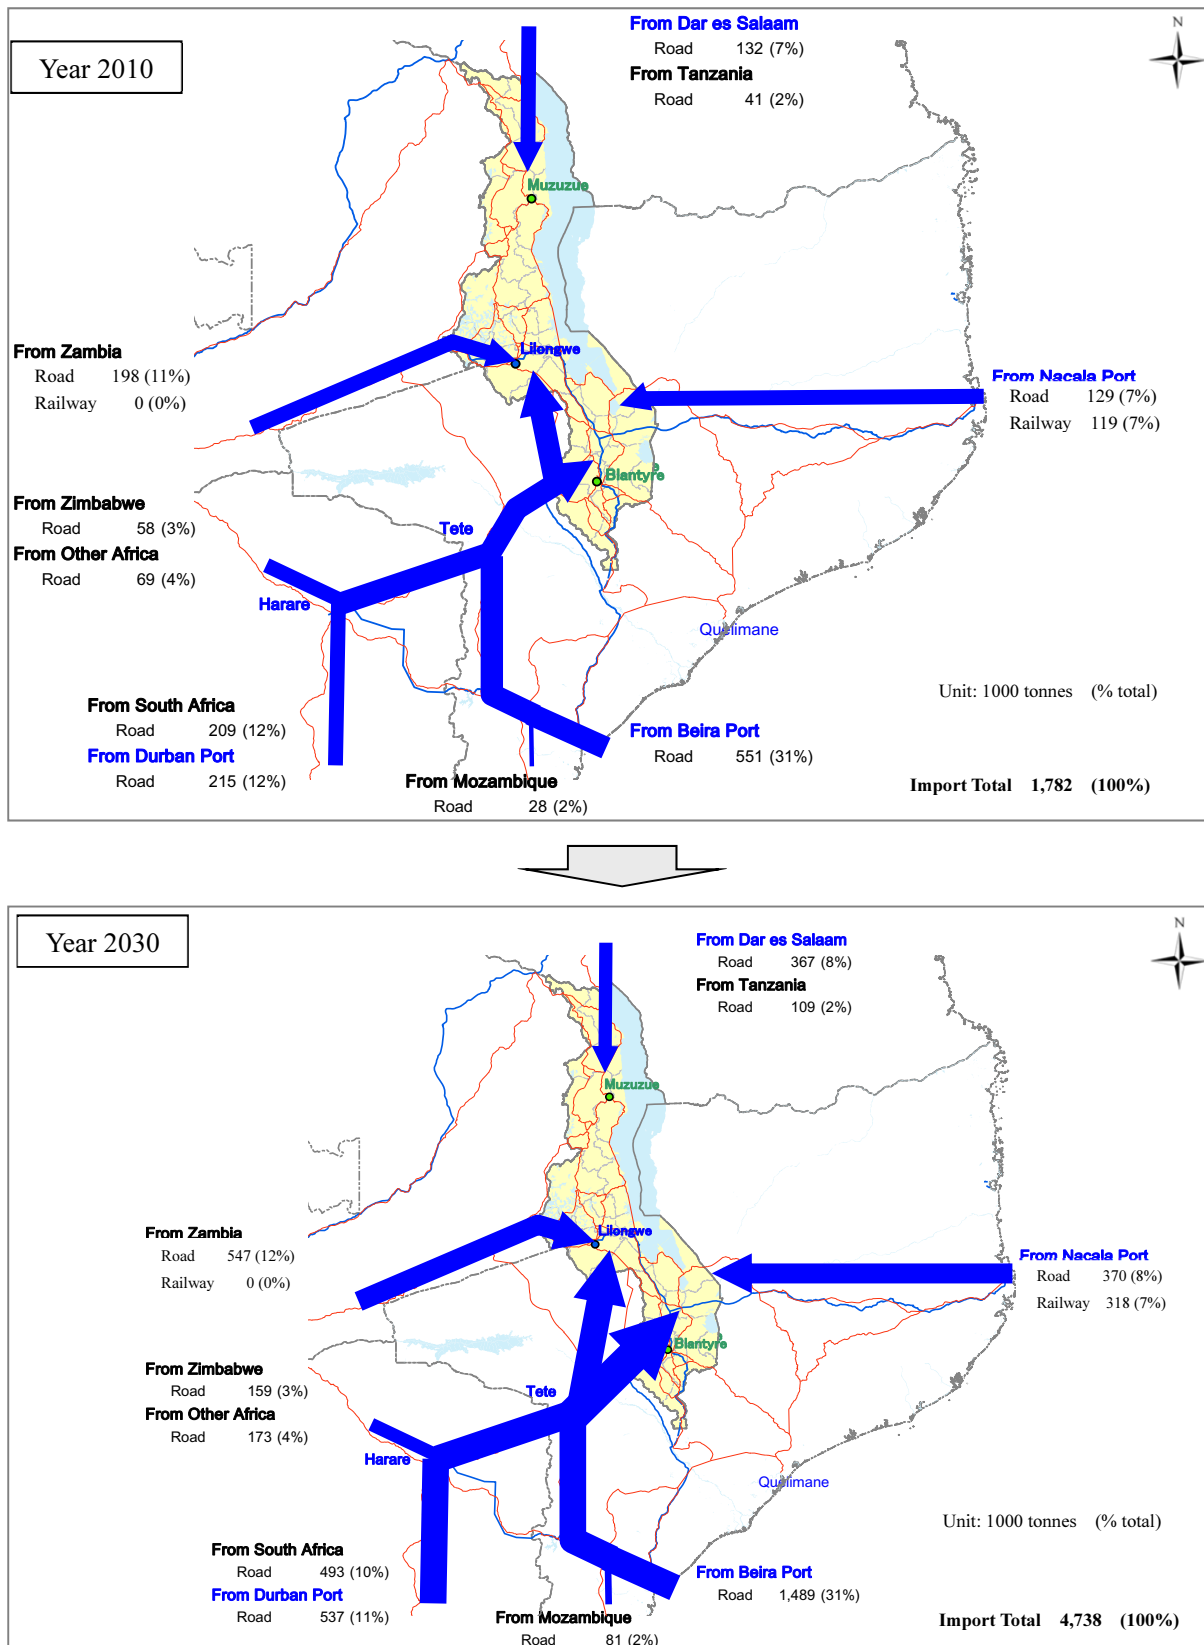 Year 2010
N
From Dar es Salaam
Road 132 (7%)
From Tanzania
Road 41 (2%)
Muzuzue
From Zambia
Road 198 (11%)
Railway 0 (0%)
Lilongwe
From Nacala Port
Road 129 (7%)
Railway 119 (7%)
Blantyre
From Zimbabwe
Road 58 (3%)
From Other Africa
Road 69 (4%)
Tete
Harare
Quelimane
From South Africa
Road 209 (12%)
From Durban Port
Road 215 (12%)
From Mozambique
Road 28 (2%)
From Beira Port
Road 551 (31%)
Unit: 1000 tonnes (% total)
Import Total 1,782 (100%)
Year 2030
N
From Dar es Salaam
Road 367 (8%)
From Tanzania
Road 109 (2%)
Muzuzue
From Zambia
Road 547 (12%)
Railway 0 (0%)
Lilongwe
From Nacala Port
Road 370 (8%)
Railway 318 (7%)
Blantyre
From Zimbabwe
Road 159 (3%)
From Other Africa
Road 173 (4%)
Tete
Harare
Quelimane
From South Africa
Road 493 (10%)
From Durban Port
Road 537 (11%)
From Mozambique
Road 81 (2%)
From Beira Port
Road 1,489 (31%)
Unit: 1000 tonnes (% total)
Import Total 4,738 (100%)